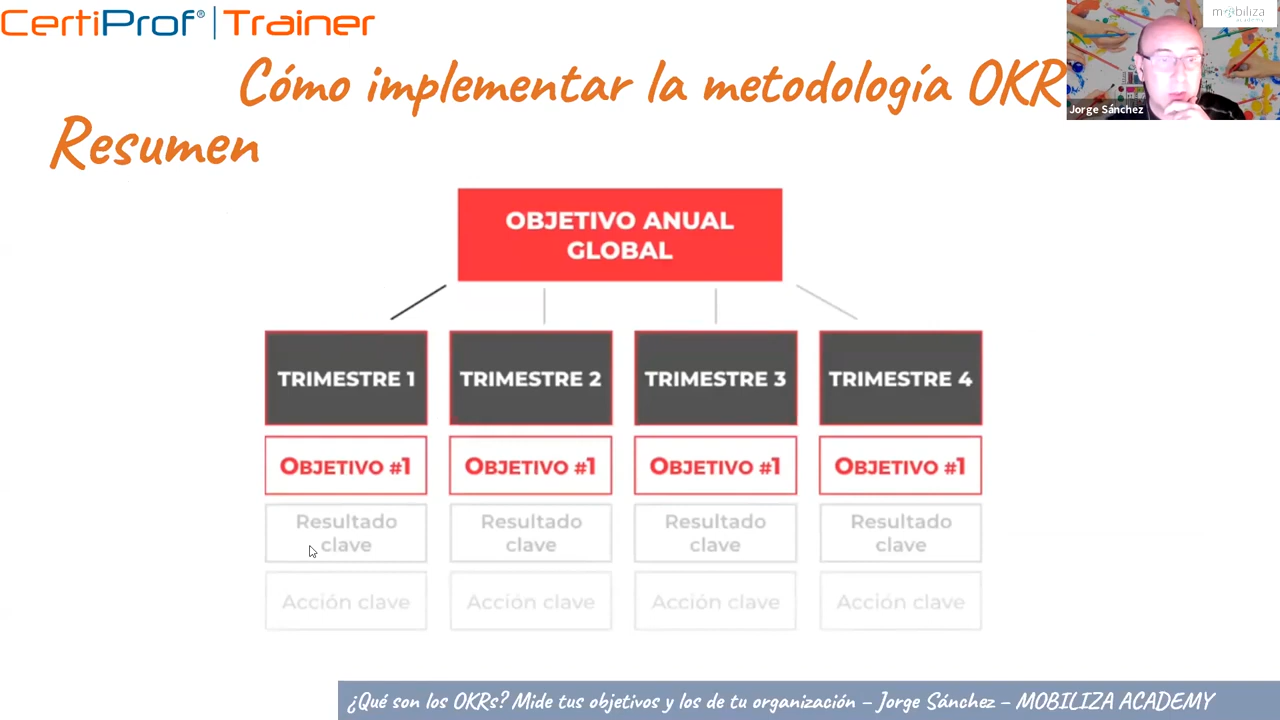 CertiProf® Trainer
mobiliza
academy
Cómo implementar la metodología OKR
Jorge Sánchez
Resumen
OBJETIVO ANUAL
GLOBAL
TRIMESTRE 1
TRIMESTRE 2
TRIMESTRE 3
TRIMESTRE 4
OBJETIVO #1
OBJETIVO #1
OBJETIVO #1
OBJETIVO #1
Resultado
clave
Resultado
clave
Resultado
clave
Resultado
clave
Acción clave
Acción clave
Acción clave
Acción clave
¿Qué son los OKRs? Mide tus objetivos y los de tu organización – Jorge Sánchez – MOBILIZA ACADEMY